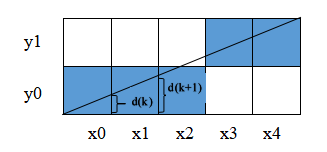 y1
d(k+1)
y0
d(k)
x0 x1 x2 x3 x4